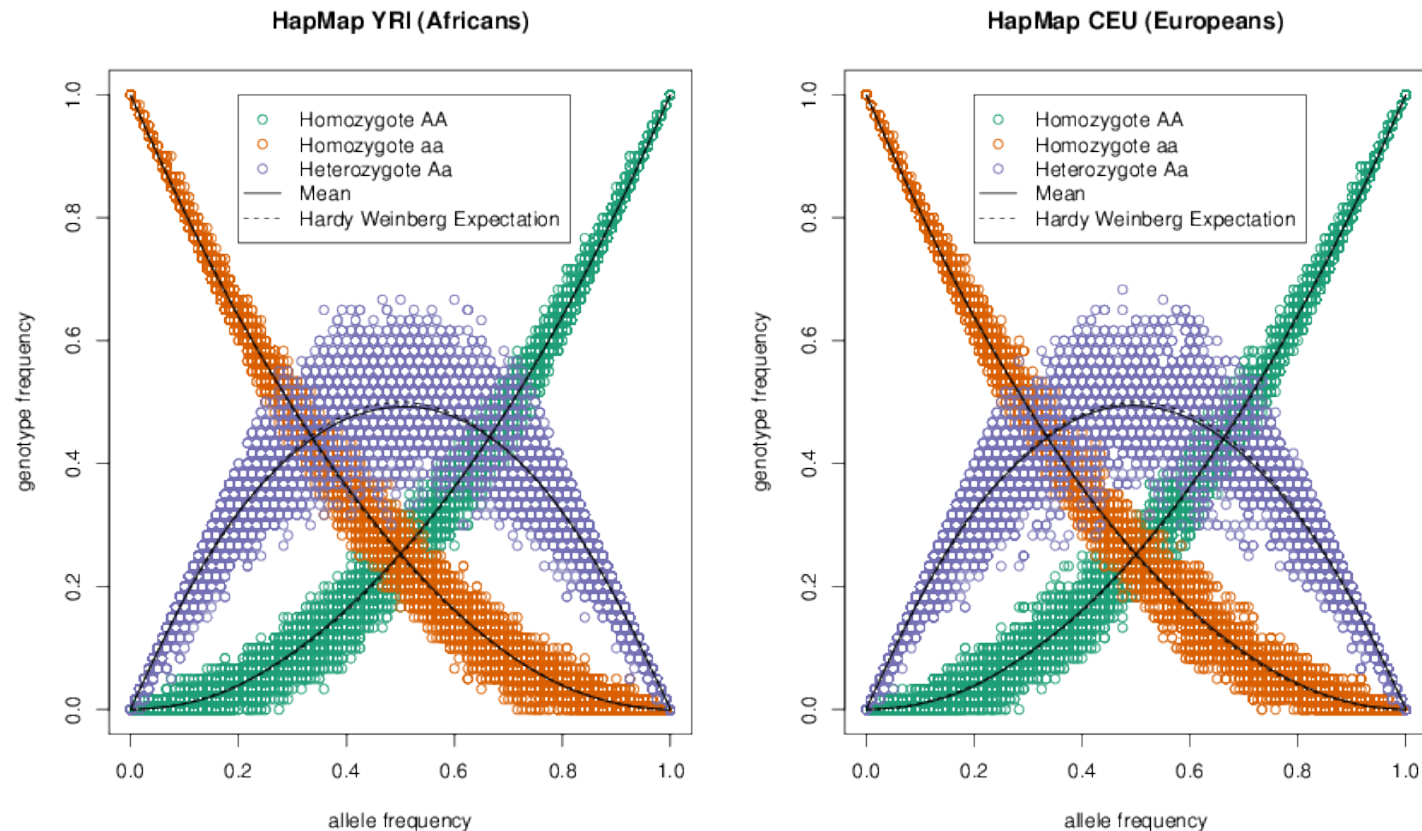 HapMap YRI (Africans)
Homozygote AA
Homozygote aa
Heterozygote Aa
Mean
Hardy Weinberg Expectation
genotype frequency
1.0
0.8
0.6
0.4
0.2
0.0
0.0 0.2 0.4 0.6 0.8 1.0
allele frequency
HapMap CEU (Europeans)
Homozygote AA
Homozygote aa
Heterozygote Aa
Mean
Hardy Weinberg Expectation
genotype frequency
1.0
0.8
0.6
0.4
0.2
0.0
0.0 0.2 0.4 0.6 0.8 1.0
allele frequency